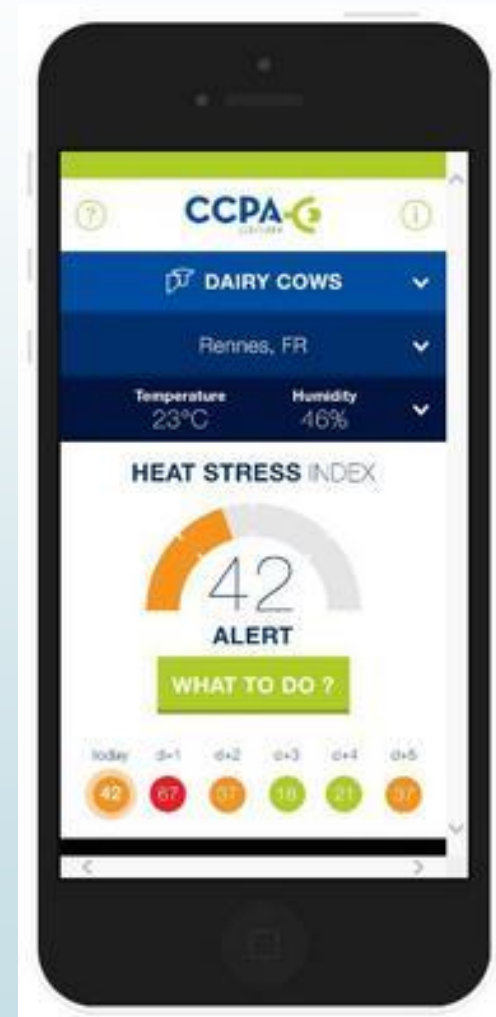 ?
CCPA
i
DAIRY COWS
Rennes, FR
Temperature Humidity
23°C 46%
HEAT STRESS INDEX
42
ALERT
WHAT TO DO ?
today d+1 d+2 d+3 d+4 d+5
42 67 37 18 21 37